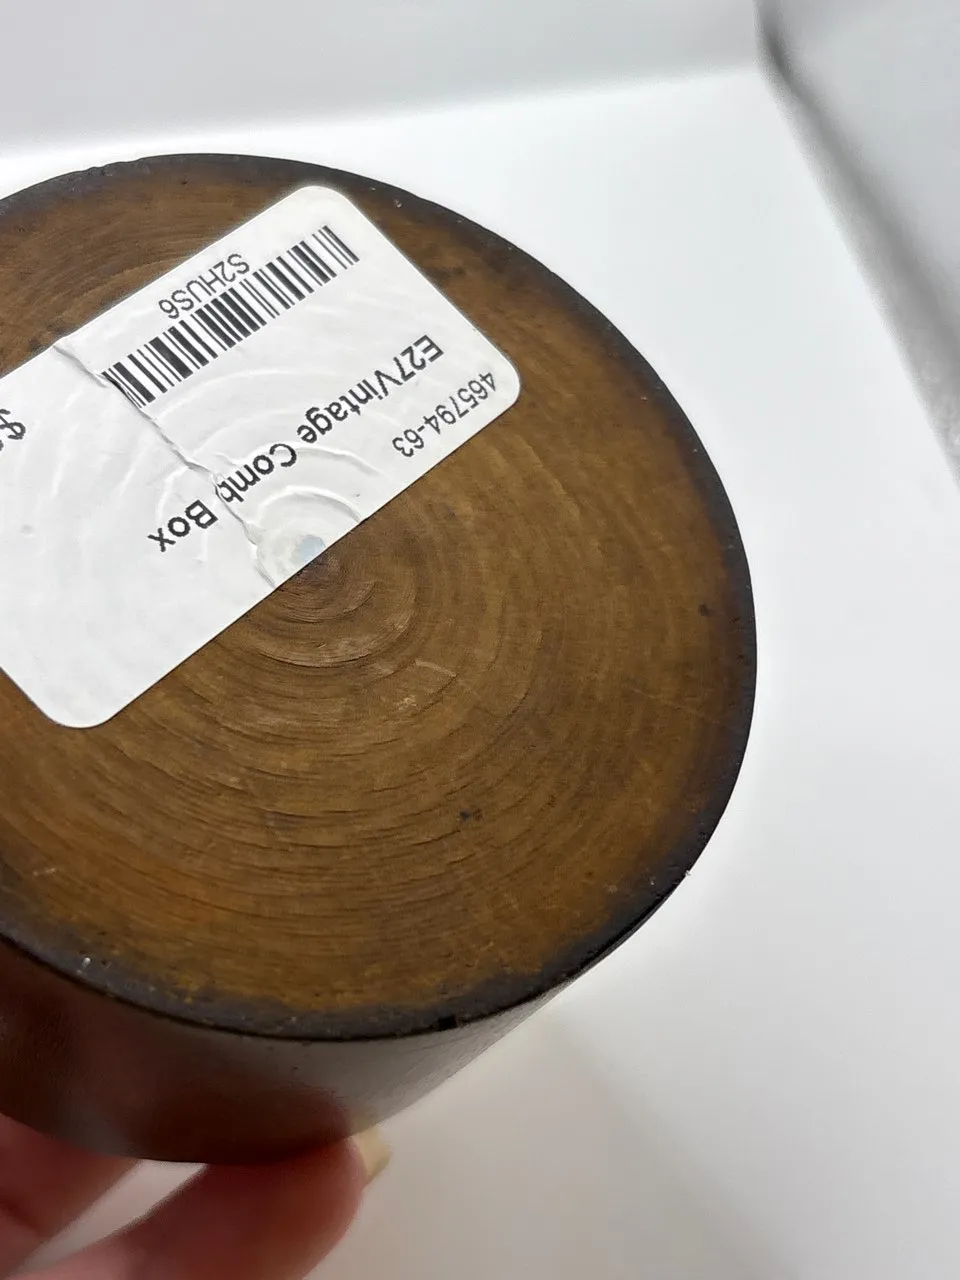 465794-63
E27Vintage Comb Box
S2HUS6
$